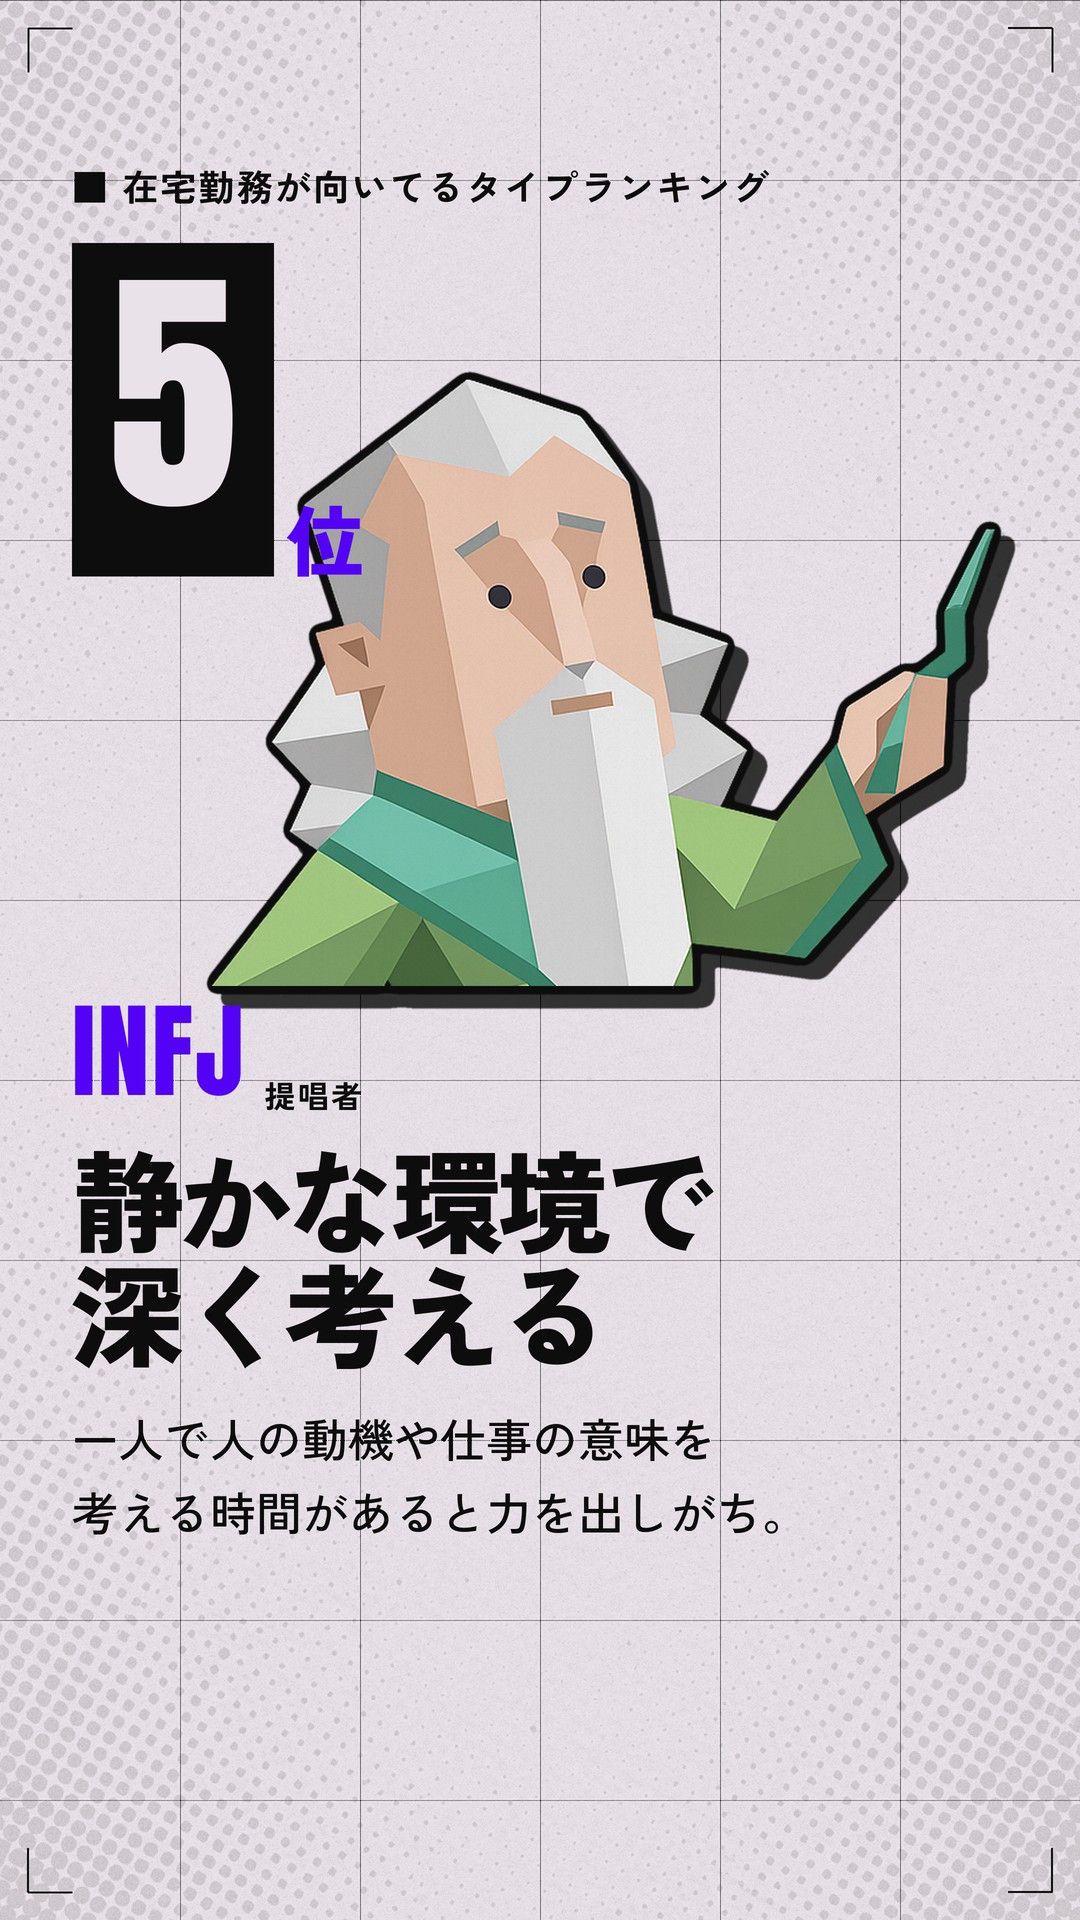 ■ 在宅勤務が向いてるタイプランキング
5位
INFJ 提唱者
静かな環境で
深く考える
一人で人の動機や仕事の意味を
考える時間があると力を出しがち。